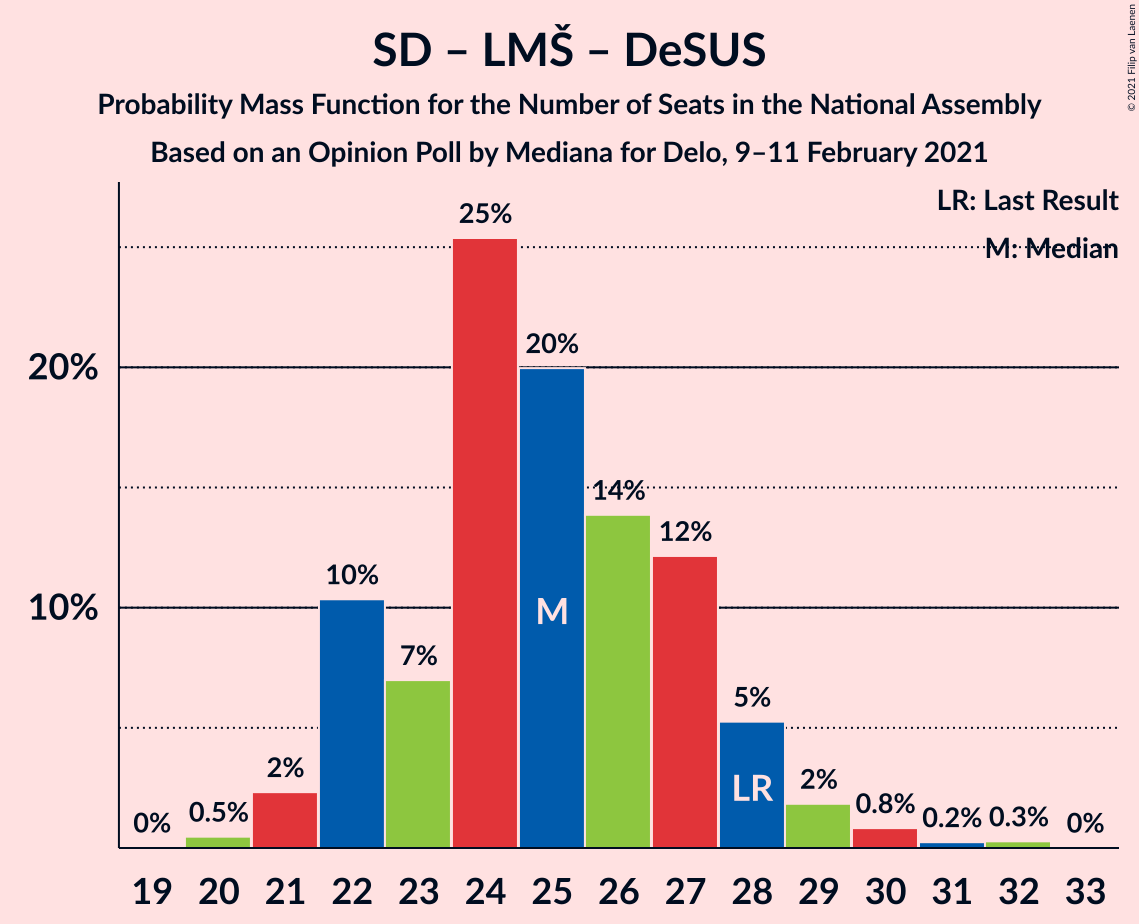 SD – LMŠ – DeSUS
Probability Mass Function for the Number of Seats in the National Assembly
Based on an Opinion Poll by Mediana for Delo, 9–11 February 2021
© 2021 Filip van Laenen
LR: Last Result
M: Median
20%
10%
0%
0.5%
2%
10%
7%
25%
20%
14%
12%
5%
2%
0.8%
0.2%
0.3%
0%
M
LR
19 20 21 22 23 24 25 26 27 28 29 30 31 32 33